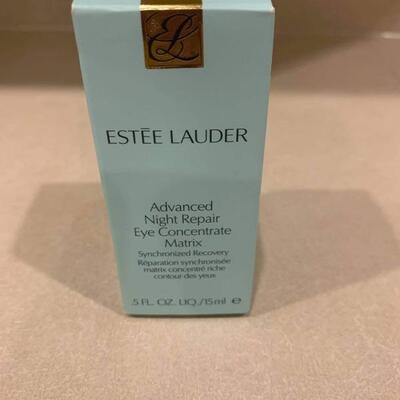 EL
ESTĒE LAUDER
Advanced
Night Repair
Eye Concentrate
Matrix
Synchronized Recovery
Réparation synchronisée
matrix concentré riche
contour des yeux
.5 FL. OZ. LIQ./15ml e